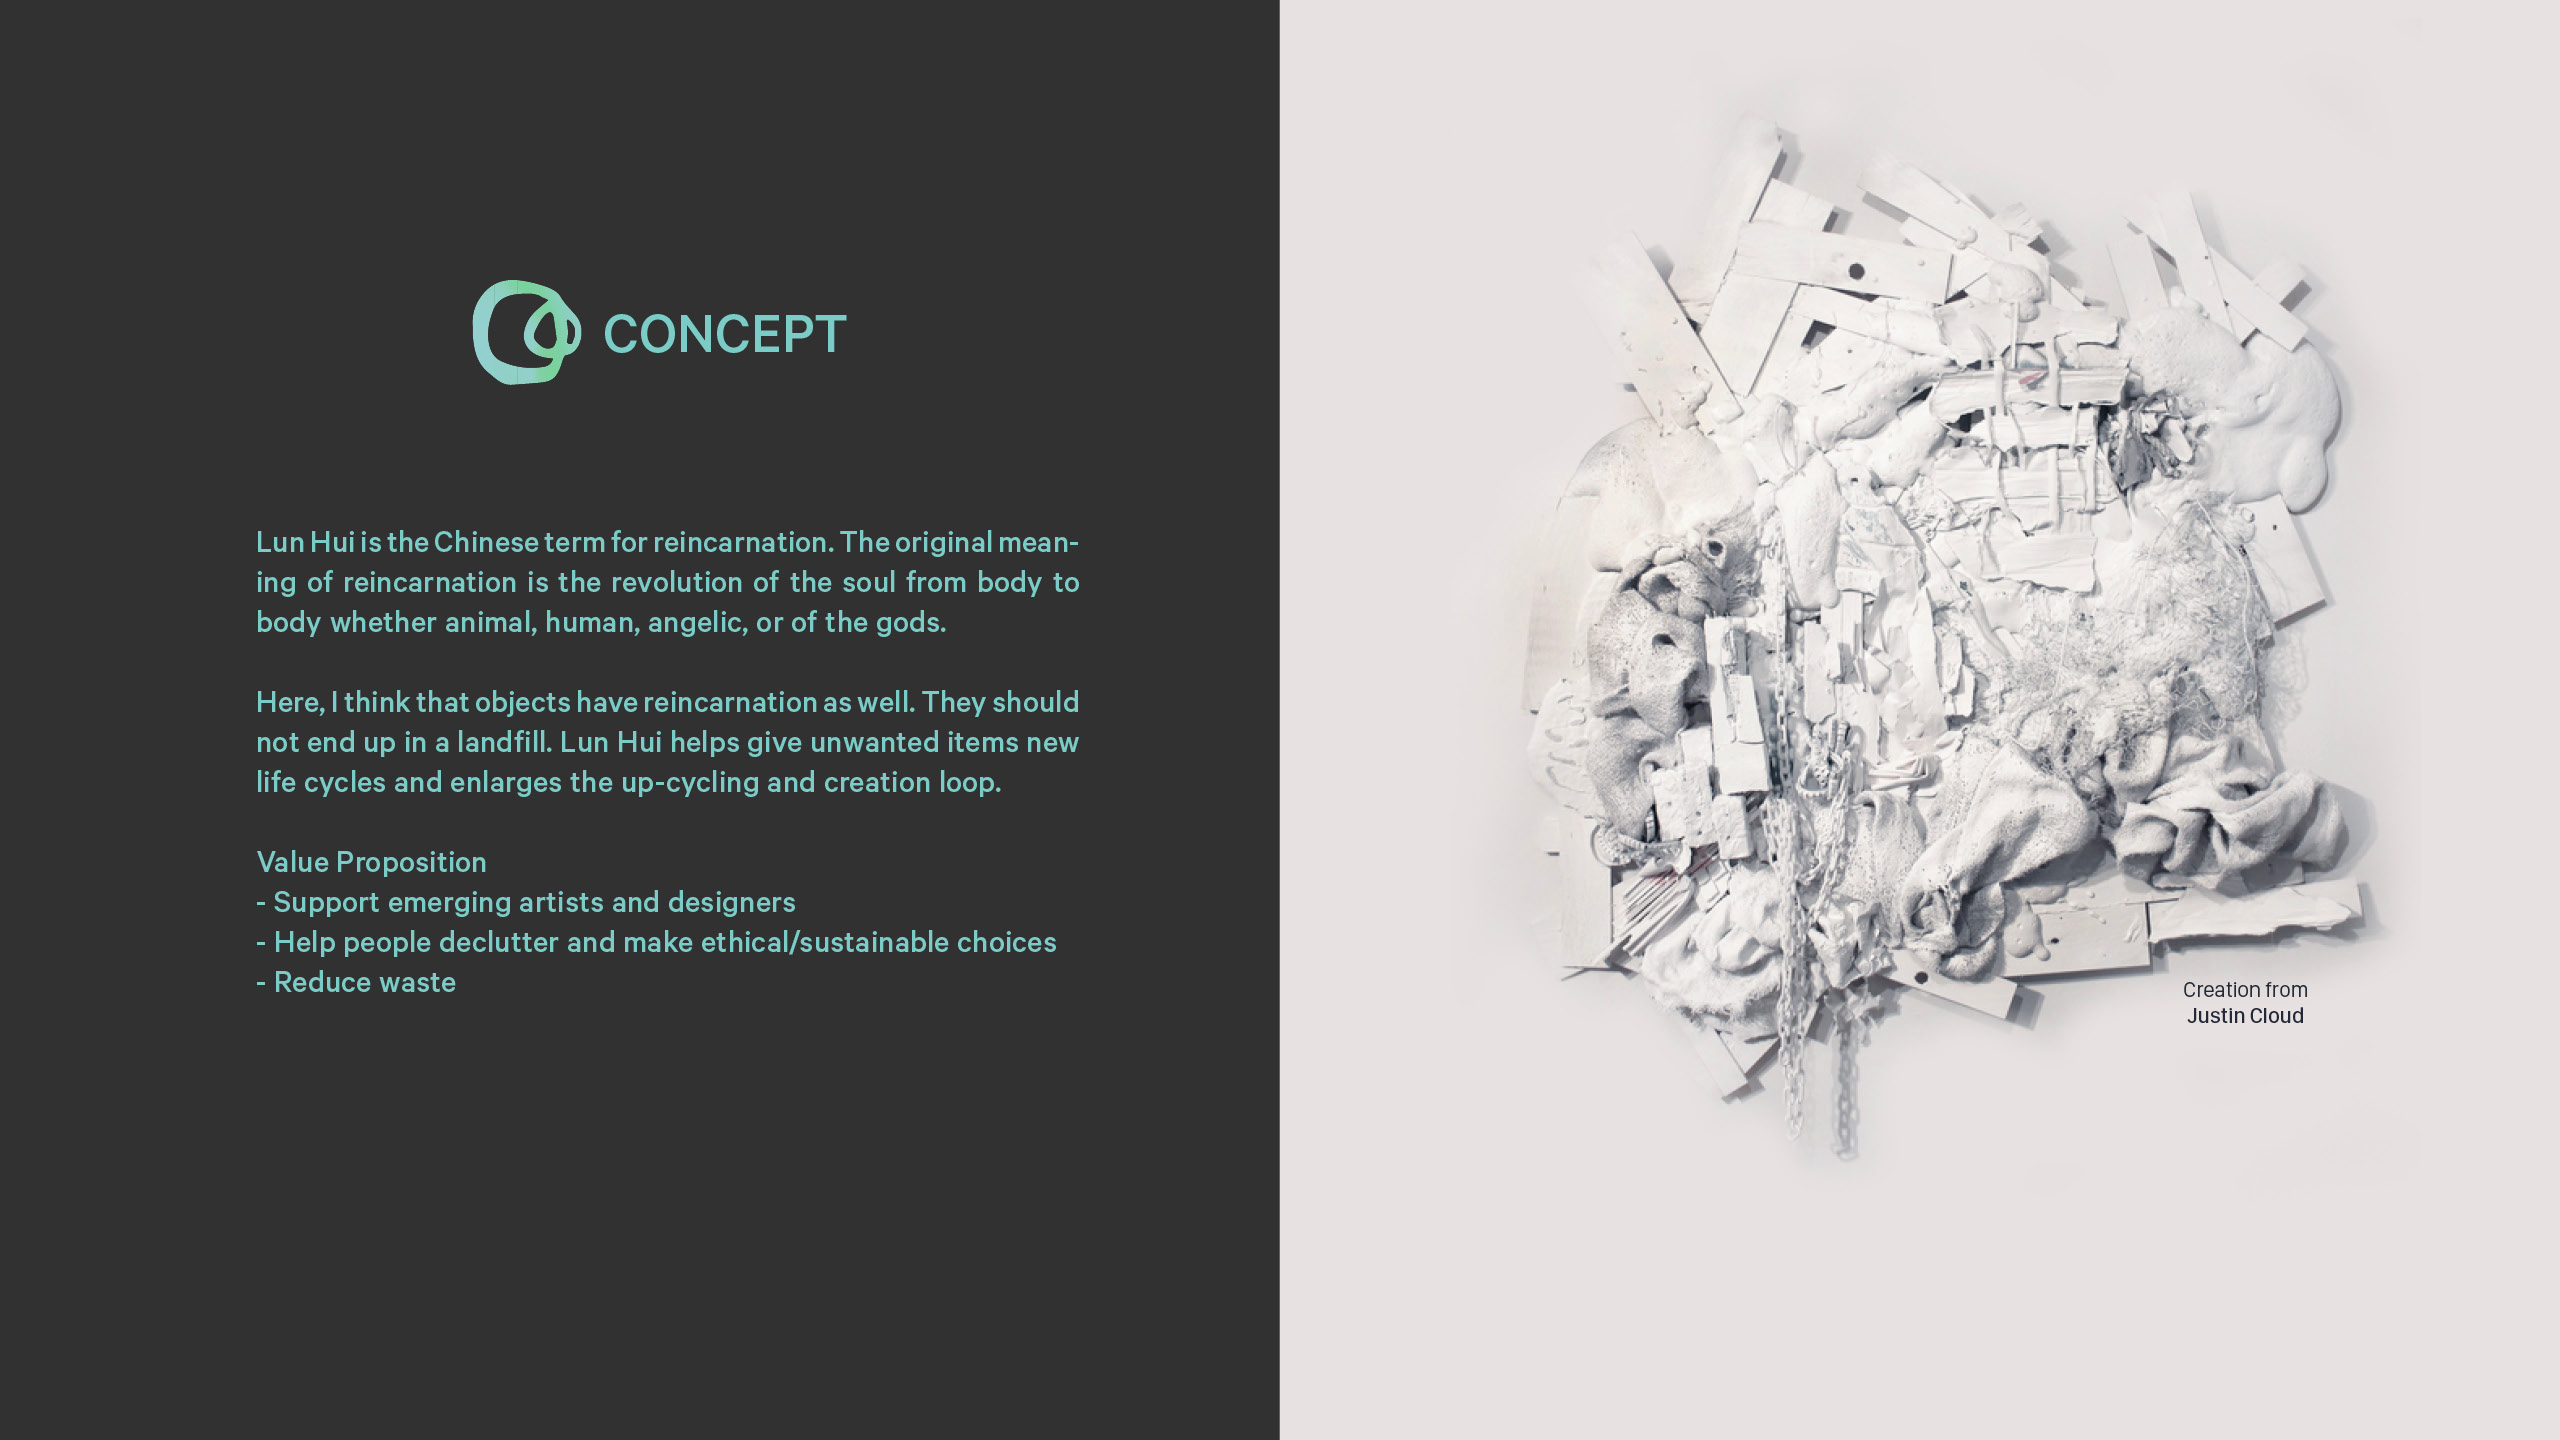 CONCEPT
Lun Hui is the Chinese term for reincarnation. The original mean-
ing of reincarnation is the revolution of the soul from body to
body whether animal, human, angelic, or of the gods.
Here, I think that objects have reincarnation as well. They should
not end up in a landfill. Lun Hui helps give unwanted items new
life cycles and enlarges the up-cycling and creation loop.
Value Proposition
- Support emerging artists and designers
- Help people declutter and make ethical/sustainable choices
- Reduce waste
Creation from
Justin Cloud